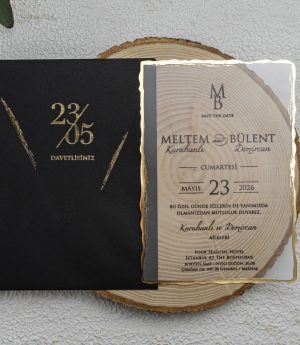 23
05
DAVETLİSİNİZ
M
B
SAVE THE DATE
MELTEM and BÜLENT
Karahanlı Demircan
CUMARTESİ
MAYIS 23 2026
BU ÖZEL GÜNDE SİZLERİN DE YANIMIZDA
OLMANIZDAN MUTLULUK DUYARIZ.
Karahanlı ve Demircan
AİLELERİ
FOUR SEASONS HOTEL
ISTANBUL AT THE BOSPHORUS